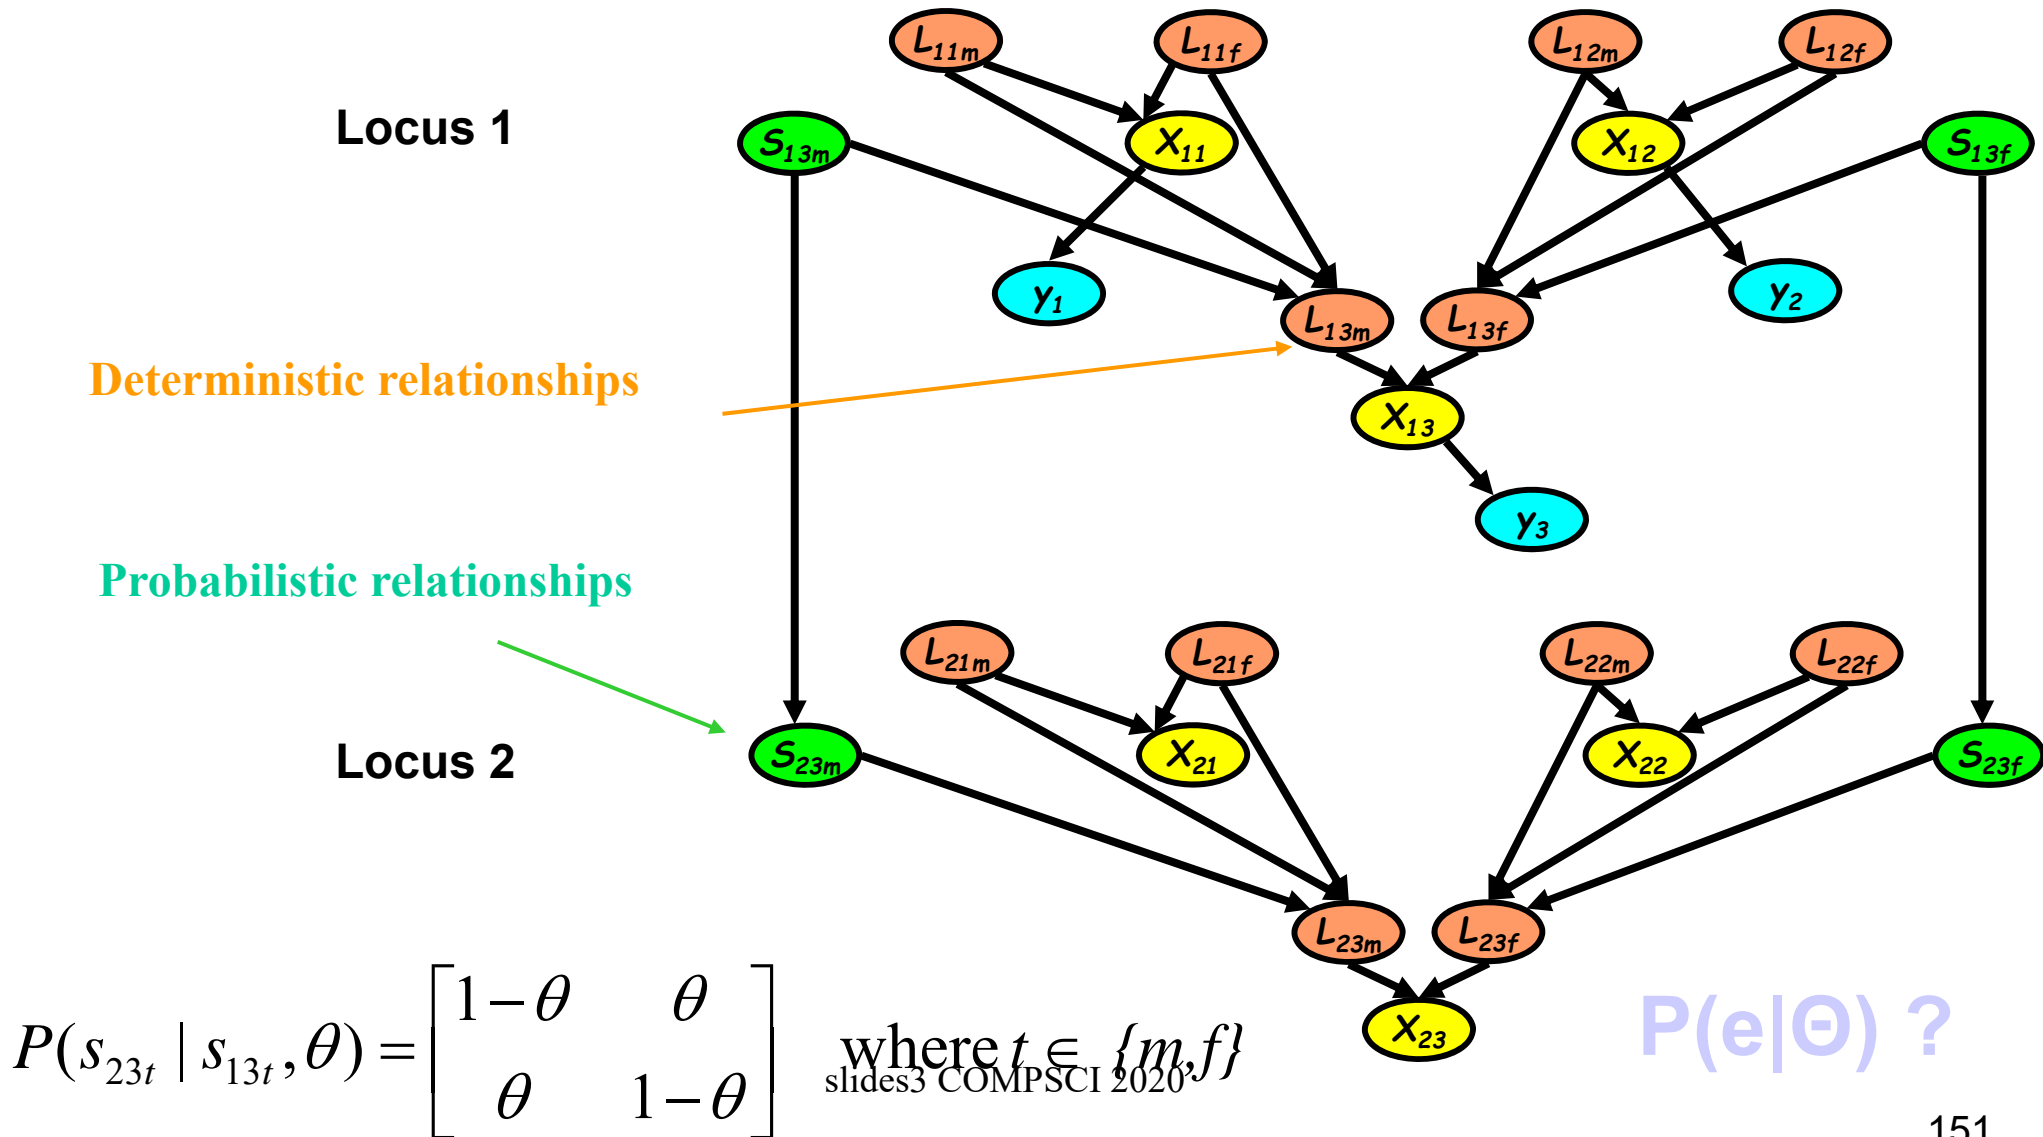 L11m L11f L12m L12f
Locus 1
S13m X11 X12 S13f
y1 y2
L13m L13f
Deterministic relationships
X13
y3
Probabilistic relationships
L21m L21f L22m L22f
Locus 2
S23m X21 X22 S23f
L23m L23f
X23
P(s23t | s13t, θ) = [1−θ θ
θ 1−θ] where t ∈ {m,f}
P(e|Θ) ?
slides3 COMPSCI 2020
151